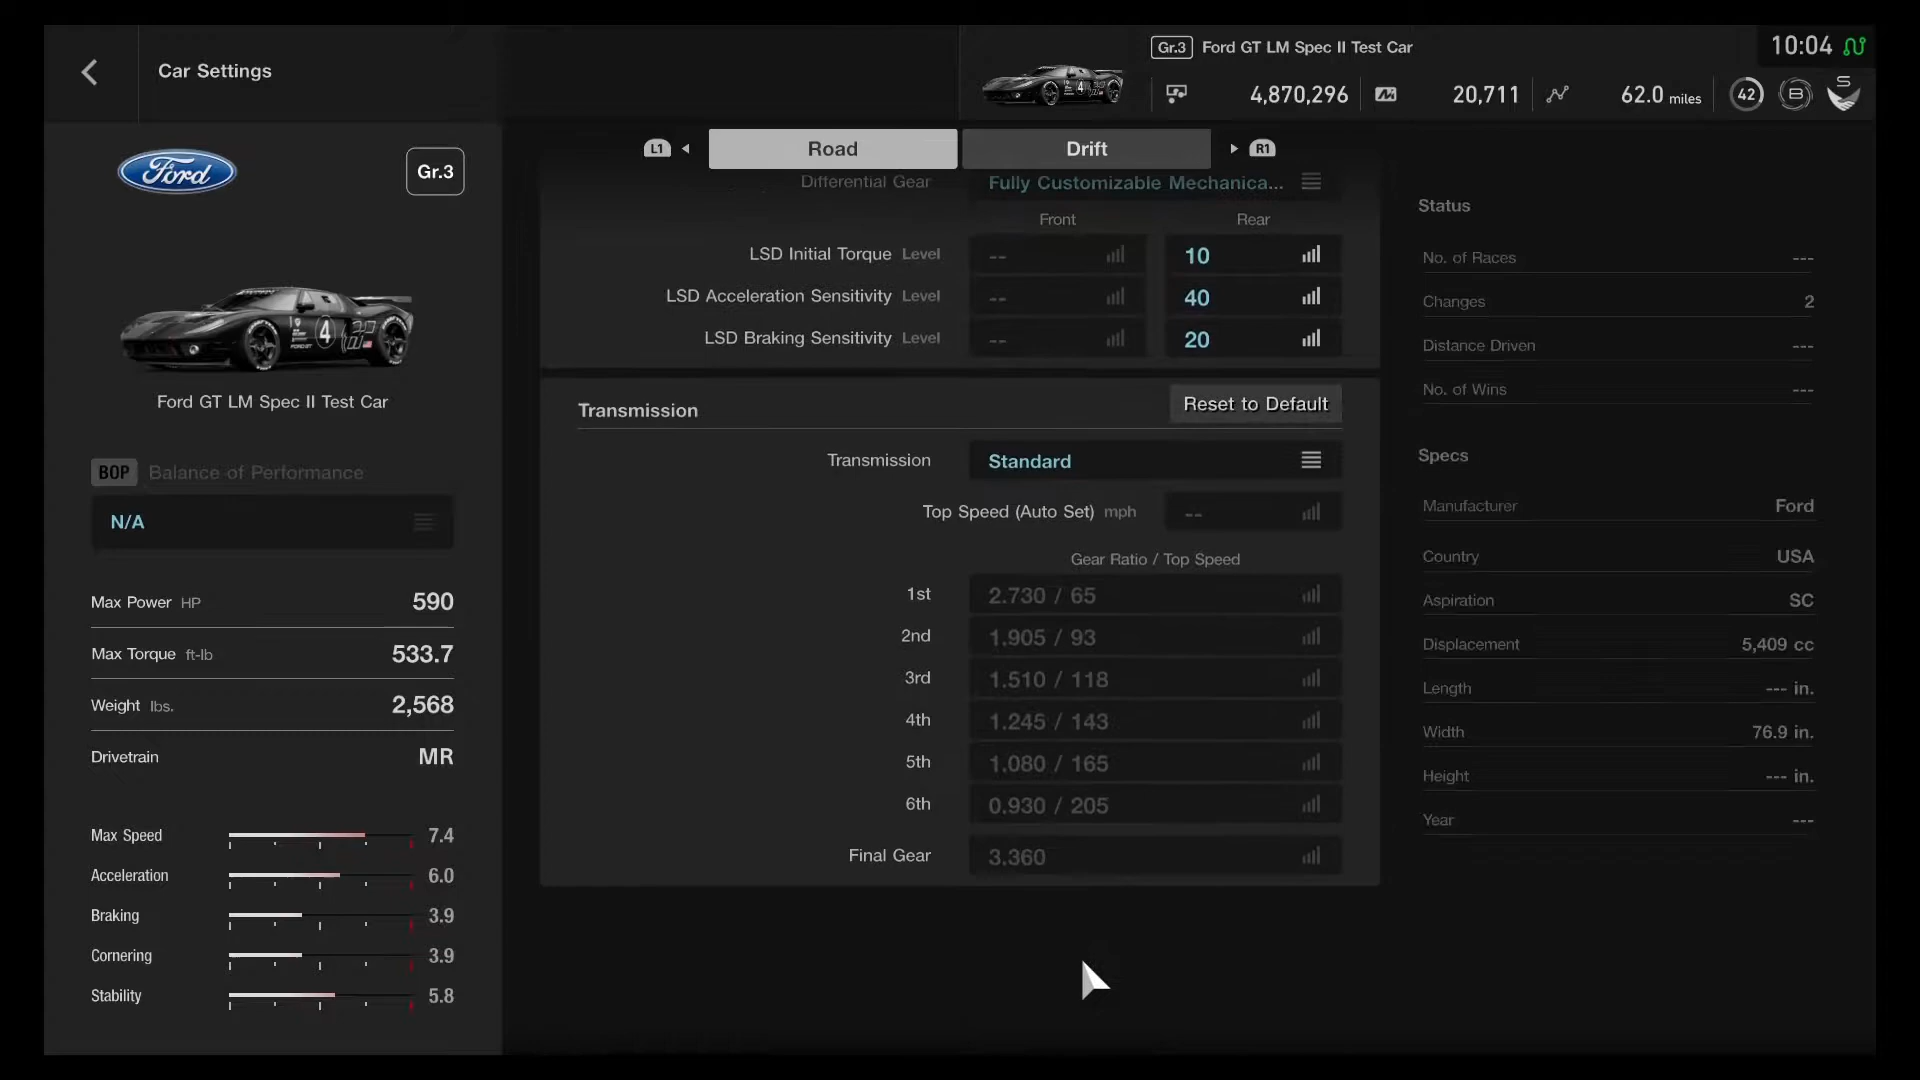 Car Settings
Gr.3 Ford GT LM Spec II Test Car
10:04
4,870,296 20,711 62.0 miles 42 B S
Ford
Gr.3
Ford GT LM Spec II Test Car
BOP Balance of Performance
N/A
Max Power HP 590
Max Torque ft-lb 533.7
Weight lbs. 2,568
Drivetrain MR
Max Speed 7.4
Acceleration 6.0
Braking 3.9
Cornering 3.9
Stability 5.8
L1 Road Drift R1
Differential Gear Fully Customizable Mechanica...
Front Rear
LSD Initial Torque Level -- 10
LSD Acceleration Sensitivity Level -- 40
LSD Braking Sensitivity Level -- 20
Transmission Reset to Default
Transmission Standard
Top Speed (Auto Set) mph --
Gear Ratio / Top Speed
1st 2.730 / 65
2nd 1.905 / 93
3rd 1.510 / 118
4th 1.245 / 143
5th 1.080 / 165
6th 0.930 / 205
Final Gear 3.360
Status
No. of Races ---
Changes 2
Distance Driven ---
No. of Wins ---
Specs
Manufacturer Ford
Country USA
Aspiration SC
Displacement 5,409 cc
Length --- in.
Width 76.9 in.
Height --- in.
Year ---